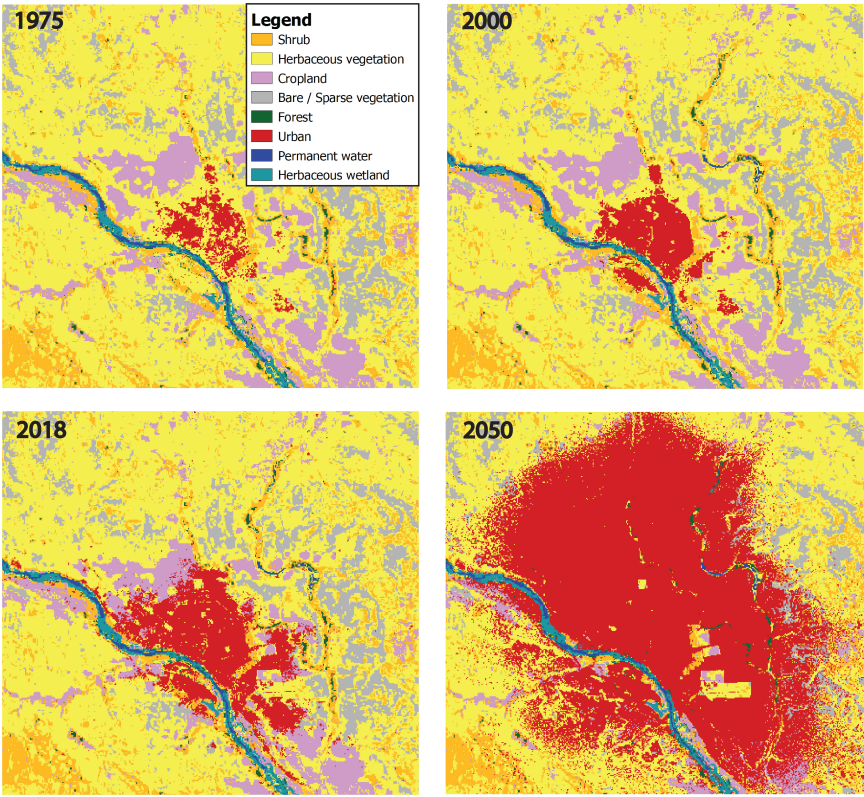 1975
Legend
Shrub
Herbaceous vegetation
Cropland
Bare / Sparse vegetation
Forest
Urban
Permanent water
Herbaceous wetland
2000
2018
2050